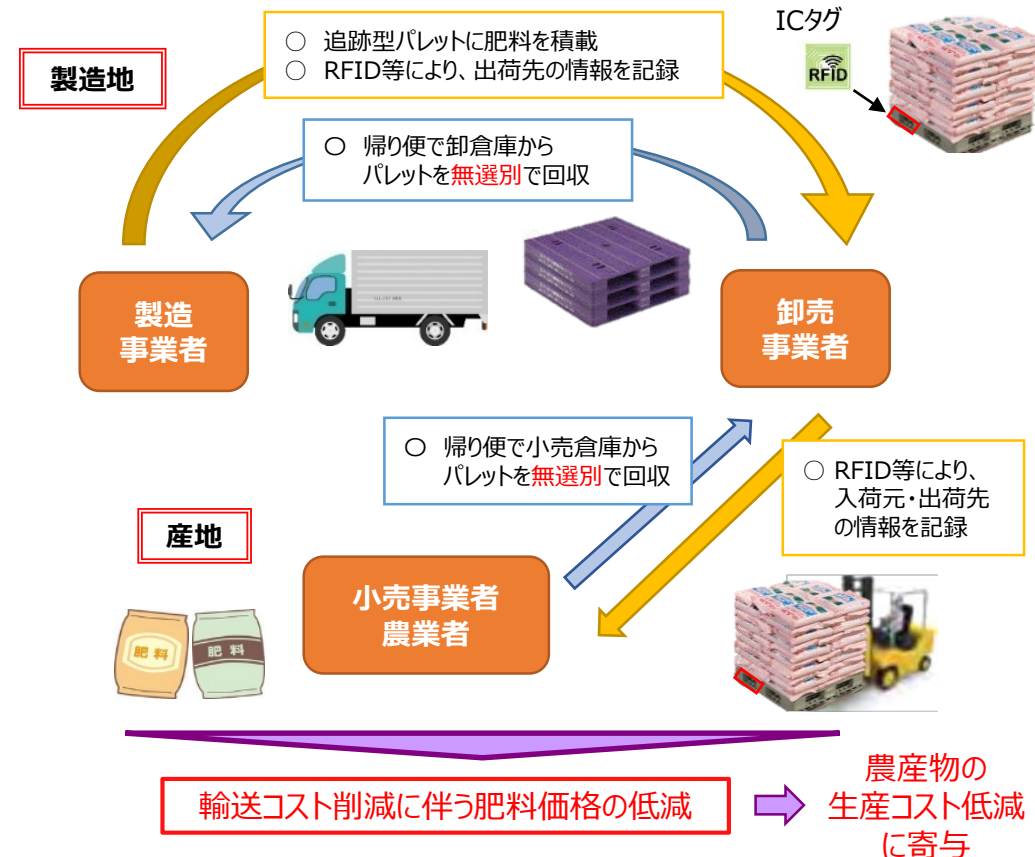 ○ 追跡型パレットに肥料を積載
○ RFID等により、出荷先の情報を記録
ICタグ
RFID
製造地
○ 帰り便で卸倉庫から
パレットを無選別で回収
製造
事業者
卸売
事業者
○ 帰り便で小売倉庫から
パレットを無選別で回収
○ RFID等により、
入荷元・出荷先
の情報を記録
産地
小売事業者
農業者
肥料
肥料
輸送コスト削減に伴う肥料価格の低減
農産物の
生産コスト低減
に寄与